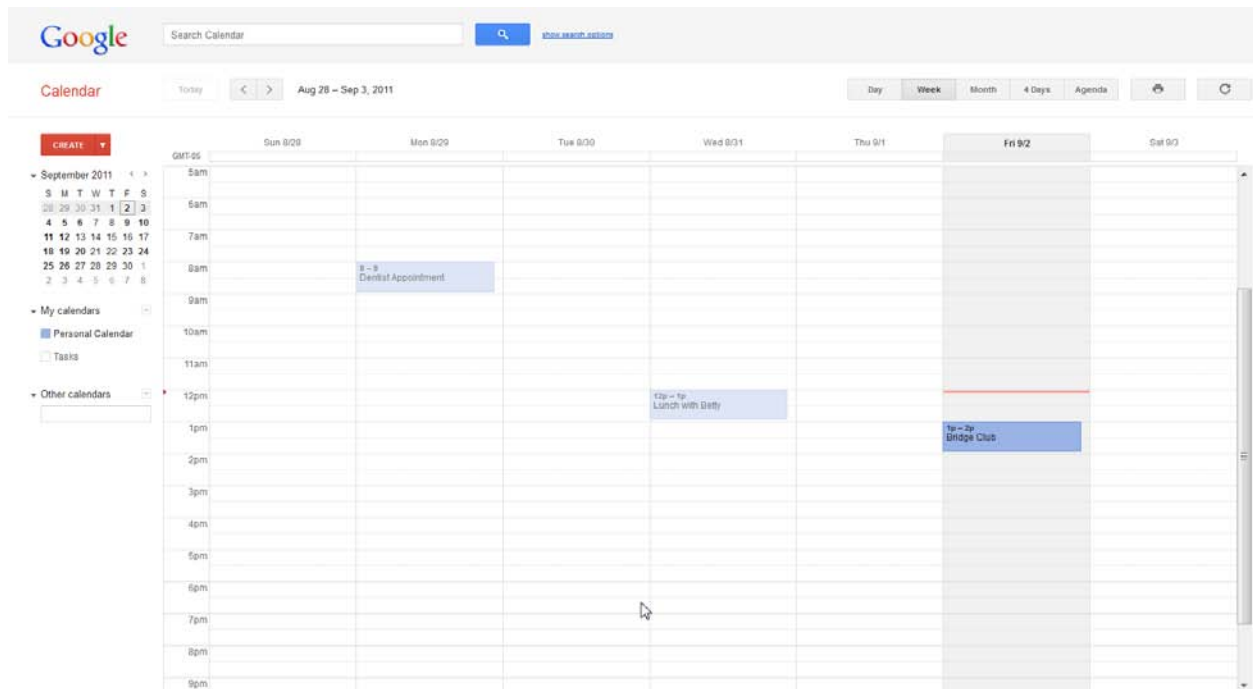 Google
Search Calendar
show search options
Calendar
Today
< >
Aug 28 – Sep 3, 2011
Day Week Month 4 Days Agenda
CREATE
Sun 8/28 Mon 8/29 Tue 8/30 Wed 8/31 Thu 9/1 Fri 9/2 Sat 9/3
GMT-05
September 2011 < >
S M T W T F S
28 29 30 31 1 2 3
4 5 6 7 8 9 10
11 12 13 14 15 16 17
18 19 20 21 22 23 24
25 26 27 28 29 30 1
2 3 4 5 6 7 8
My calendars
Personal Calendar
Tasks
Other calendars
5am
6am
7am
8am
8 – 9
Dentist Appointment
9am
10am
11am
12pm
12p – 1p
Lunch with Betty
1pm
1p – 2p
Bridge Club
2pm
3pm
4pm
5pm
6pm
7pm
8pm
9pm